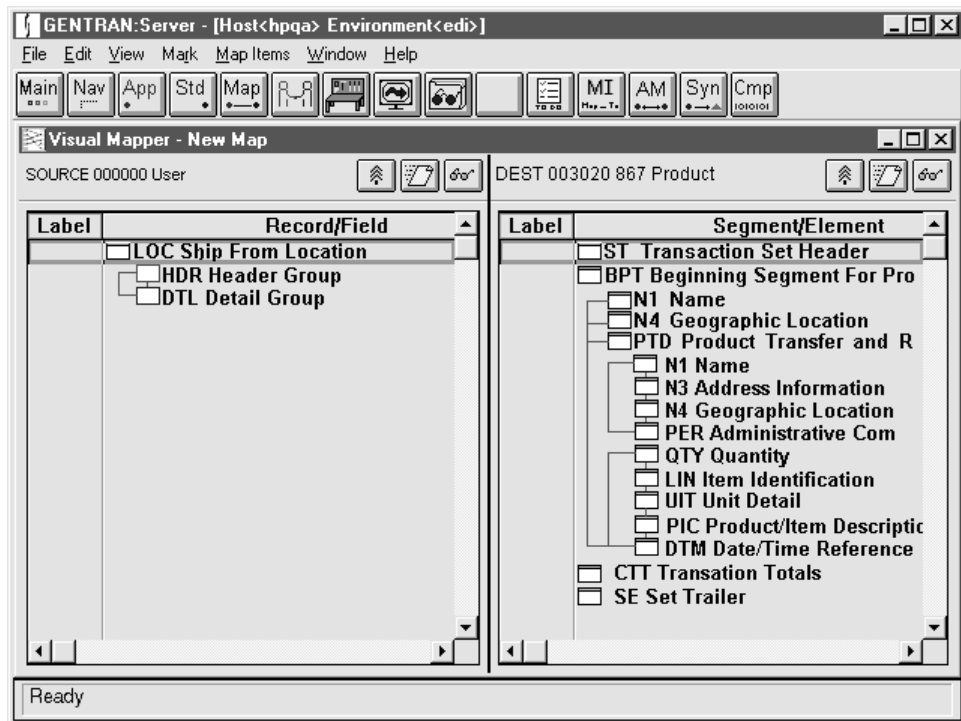 GENTRAN:Server - [Host<hpqa> Environment<edi>]
File Edit View Mark Map Items Window Help
Main Nav App Std Map TO DO MI AM Syn Cmp
Map - To 1010101
Visual Mapper - New Map
SOURCE 000000 User
DEST 003020 867 Product
Label Record/Field
LOC Ship From Location
HDR Header Group
DTL Detail Group
Label Segment/Element
ST Transaction Set Header
BPT Beginning Segment For Pro
N1 Name
N4 Geographic Location
PTD Product Transfer and R
N1 Name
N3 Address Information
N4 Geographic Location
PER Administrative Com
QTY Quantity
LIN Item Identification
UIT Unit Detail
PIC Product/Item Descriptic
DTM Date/Time Reference
CTT Transation Totals
SE Set Trailer
Ready